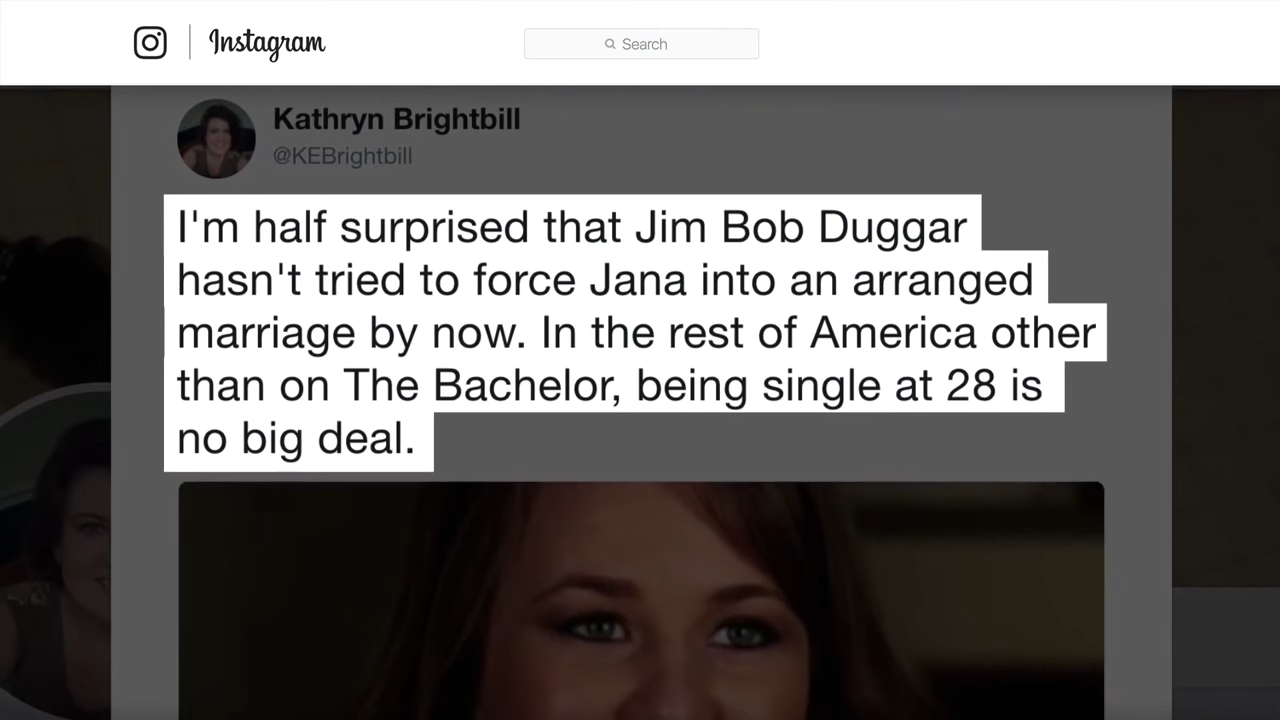 Instagram
Search
Kathryn Brightbill
@KEBrightbill
I'm half surprised that Jim Bob Duggar
hasn't tried to force Jana into an arranged
marriage by now. In the rest of America other
than on The Bachelor, being single at 28 is
no big deal.